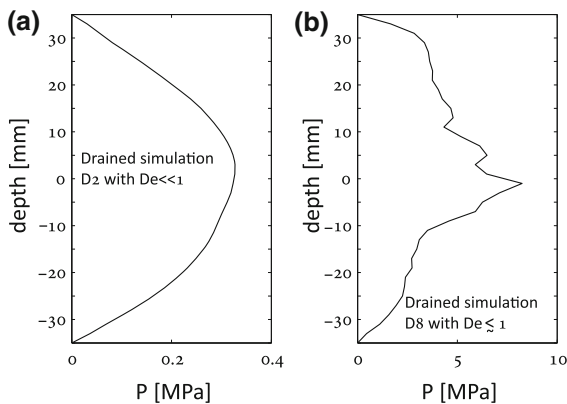 (a)
depth [mm]
30
20
10
0
−10
−20
−30
Drained simulation
D2 with De<<1
0
0.2
0.4
P [MPa]
(b)
depth [mm]
30
20
10
0
−10
−20
−30
Drained simulation
D8 with De ≲ 1
0
5
10
P [MPa]